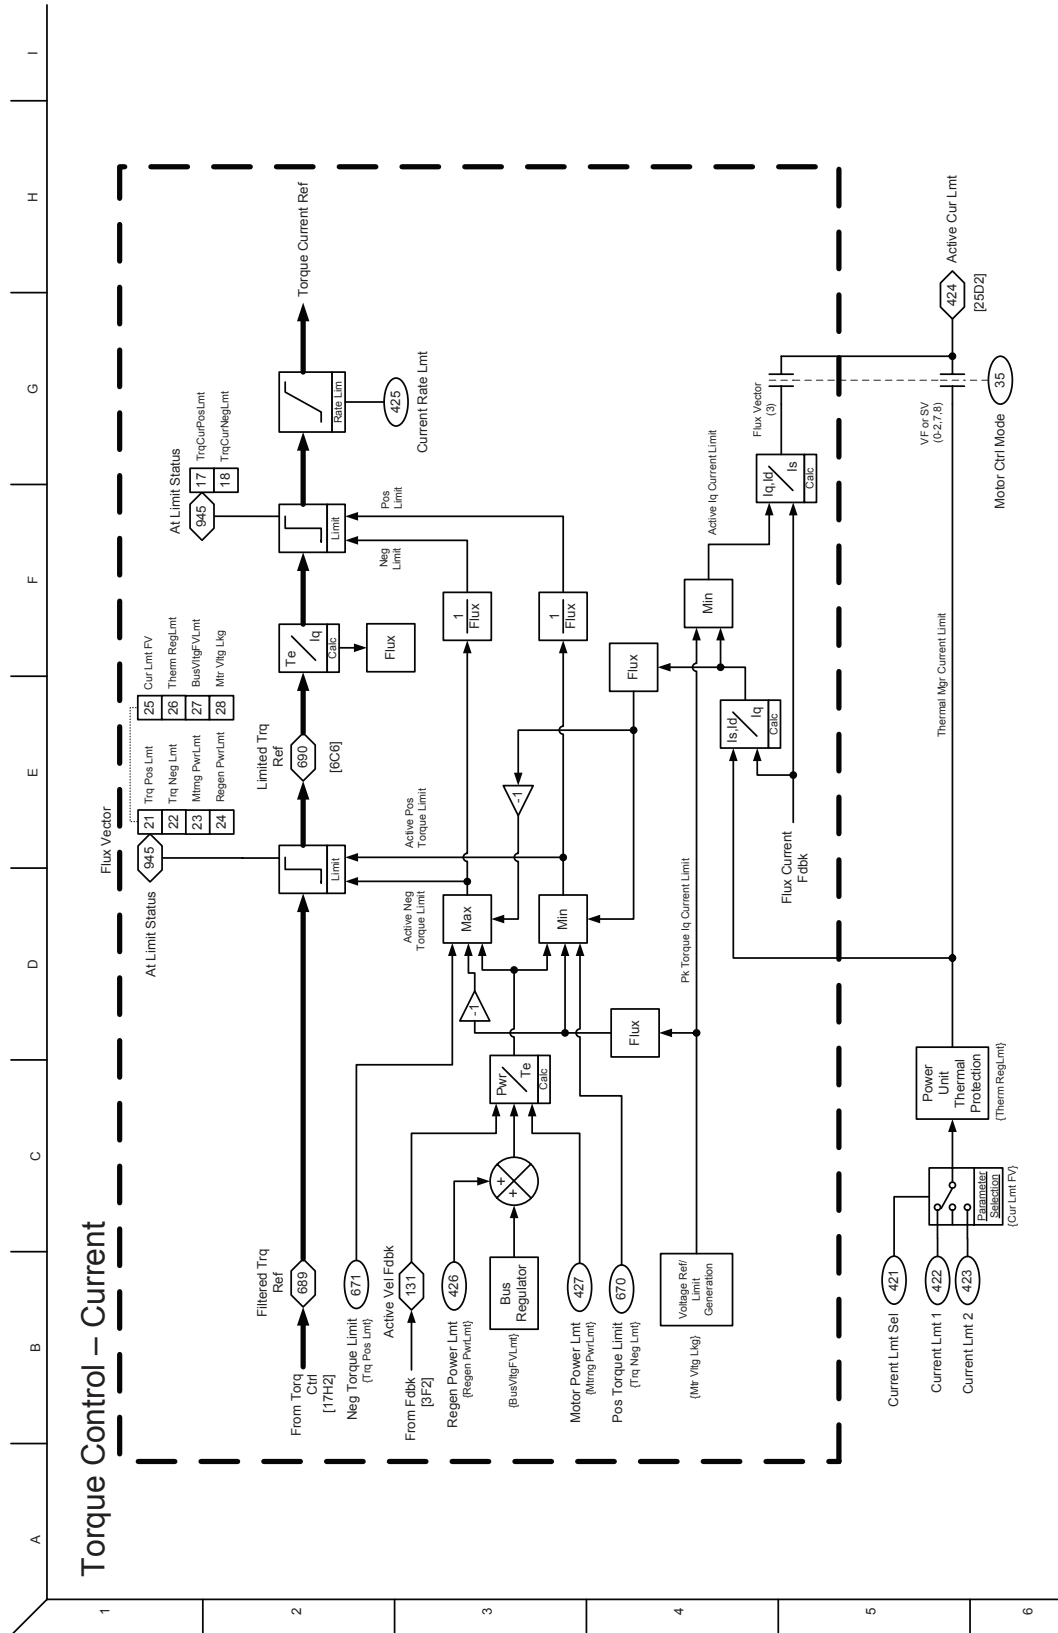 Torque Control – Current
A
B
C
D
E
F
G
H
I
1
2
3
4
5
6
Flux Vector
At Limit Status
945
21 Trq Pos Lmt
22 Trq Neg Lmt
23 Mtrng PwrLmt
24 Regen PwrLmt
25 Cur Lmt FV
26 Therm RegLmt
27 BusVltgFVLmt
28 Mtr Vltg Lkg
At Limit Status
945
17 TrqCurPosLmt
18 TrqCurNegLmt
From Torq
Ctrl
[17H2]
Filtered Trq
Ref
689
Limit
Limited Trq
Ref
690
[6C6]
Te
Iq
Calc
Flux
Limit
Rate Lim
425
Current Rate Lmt
Torque Current Ref
Neg Torque Limit
{Trq Pos Lmt}
671
Active Vel Fdbk
From Fdbk
[3F2]
131
Regen Power Lmt
{Regen PwrLmt}
426
{BusVltgFVLmt}
Bus
Regulator
+
+
Motor Power Lmt
{Mtrng PwrLmt}
427
Pos Torque Limit
{Trq Neg Lmt}
670
Pwr
Te
Calc
-1
Max
Min
Active Neg
Torque Limit
Active Pos
Torque Limit
-1
1
Flux
1
Flux
Neg
Limit
Pos
Limit
{Mtr Vltg Lkg}
Voltage Ref/
Limit
Generation
Flux
Pk Torque Iq Current Limit
Flux
Min
Is,Id
Iq
Calc
Active Iq Current Limit
Iq,Id
Is
Calc
Flux Current
Fdbk
Flux Vector
(3)
VF or SV
(0-2,7,8)
Current Lmt Sel
421
Current Lmt 1
422
Current Lmt 2
423
Parameter
Selection
{Cur Lmt FV}
Power
Unit
Thermal
Protection
{Therm RegLmt}
Thermal Mgr Current Limit
Motor Ctrl Mode
35
424
Active Cur Lmt
[25D2]